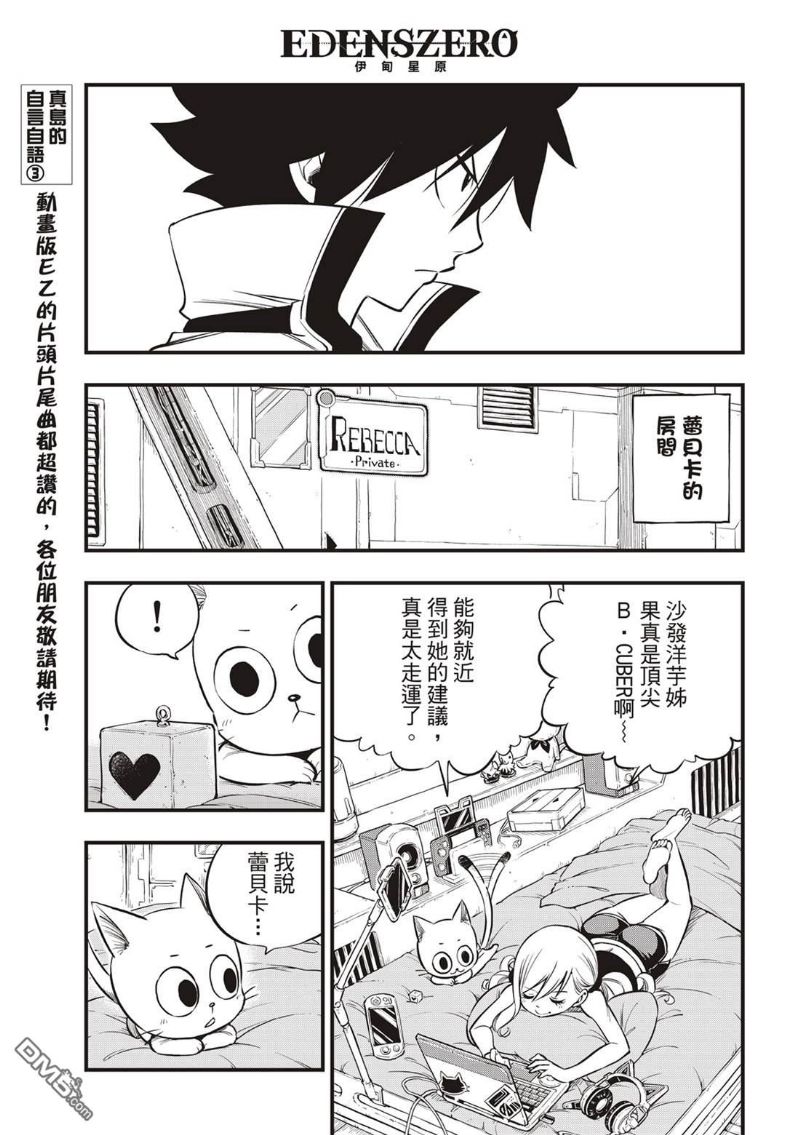 EDENSZERO
伊甸星原
真島的
自言自語③
動畫版EZ的片頭片尾曲都超讚的，各位朋友敬請期待！
蕾貝卡的
房間
REBECCA
·Private·
沙發洋芋姊
果真是頂尖
B·CUBER啊～
能夠就近
得到她的建議，
真是太走運了。
！
我說
蕾貝卡…
DM5.com